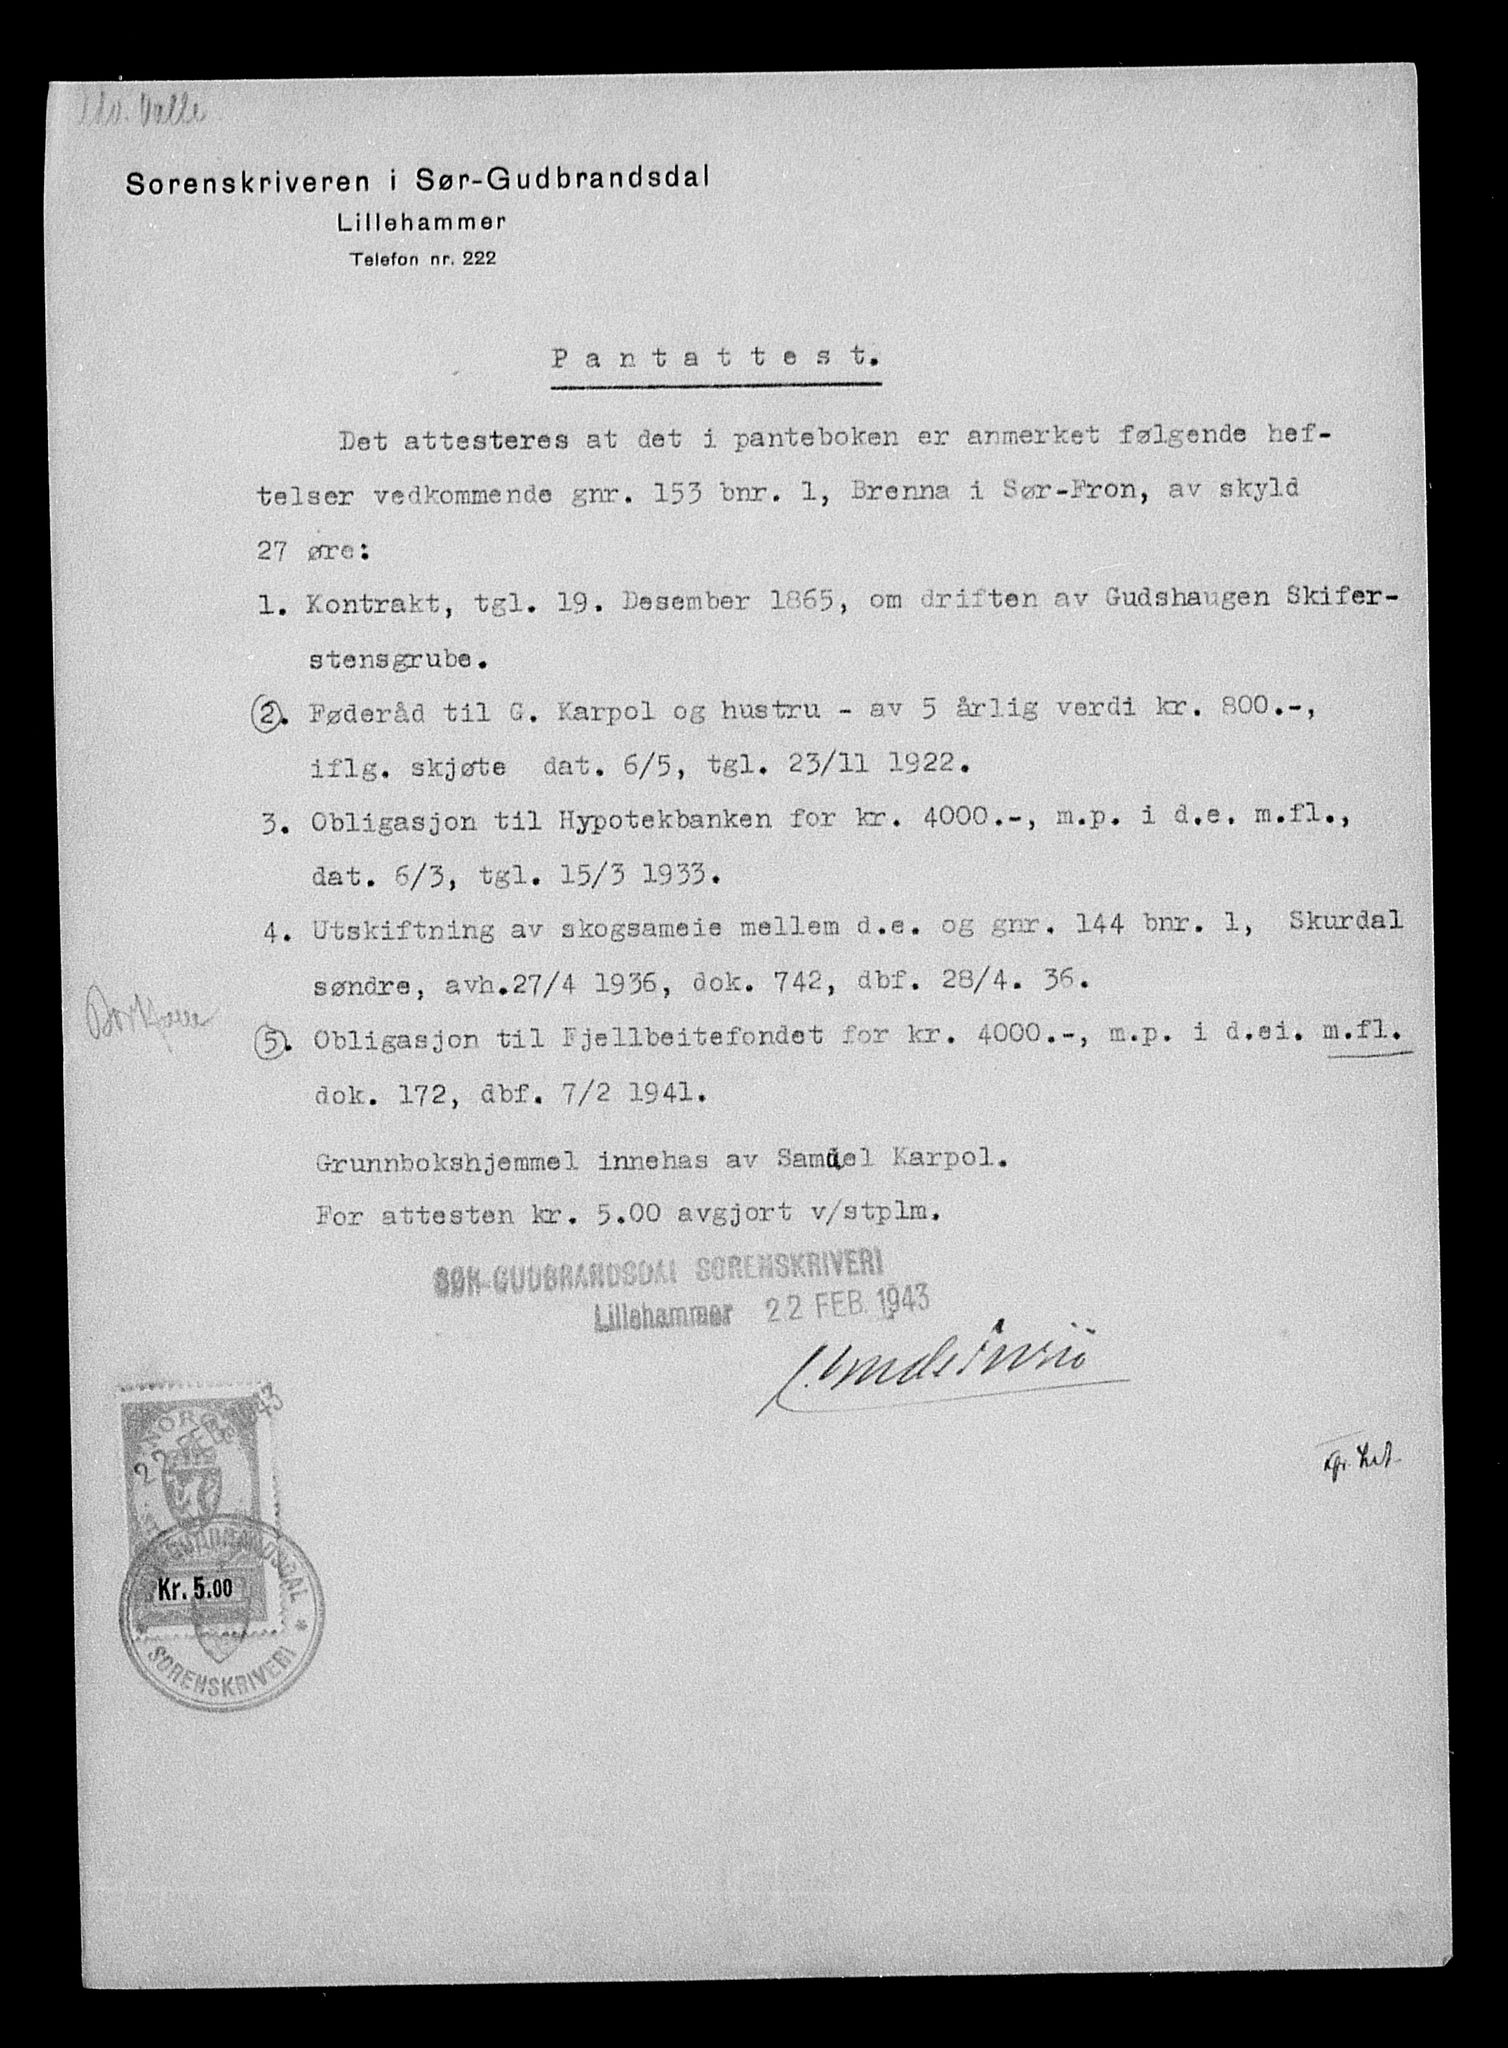 Adv. Valle
Sorenskriveren i Sør-Gudbrandsdal
Lillehammer
Telefon nr. 222
Pantattest.
Det attesteres at det i panteboken er anmerket følgende hef-
telser vedkommende gnr. 153 bnr. 1, Brenna i Sør-Fron, av skyld
27 øre:
1. Kontrakt, tgl. 19. Desember 1865, om driften av Gudshaugen Skifer-
stensgrube.
2. Føderåd til G. Karpol og hustru - av 5 årlig verdi kr. 800.-,
iflg. skjøte dat. 6/5, tgl. 23/11 1922.
3. Obligasjon til Hypotekbanken for kr. 4000.-, m.p. i d.e. m.fl.,
dat. 6/3, tgl. 15/3 1933.
4. Utskiftning av skogsameie mellem d.e. og gnr. 144 bnr. 1, Skurdal
søndre, avh.27/4 1936, dok. 742, dbf. 28/4. 36.
5. Obligasjon til Fjellbeitefondet for kr. 4000.-, m.p. i d.ei. m.fl.
dok. 172, dbf. 7/2 1941.
Grunnbokshjemmel innehas av Samuel Karpol.
For attesten kr. 5.00 avgjort v/stplm.
SØR-GUDBRANDSDAL SORENSKRIVERI
Lillehammer 22 FEB. 1943
NORGE
22 FEB 1943
GUDBRANDSDAL
Kr. 5.00
SORENSKRIVERI